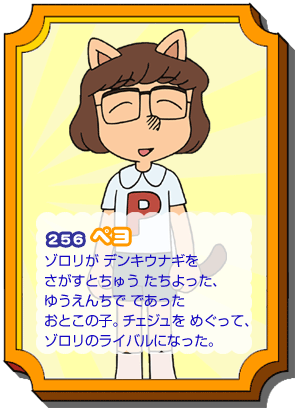 P
256 ペヨ
ゾロリが デンキウナギを
さがすとちゅう たちよった、
ゆうえんちで であった
おとこの子。チェジュを めぐって、
ゾロリのライバルになった。